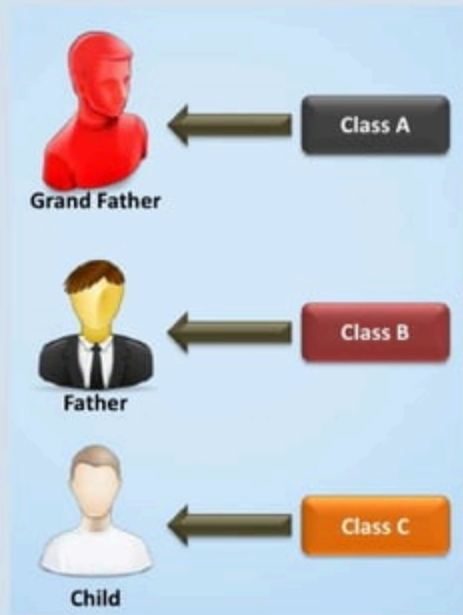 Class A
Grand Father
Class B
Father
Class C
Child